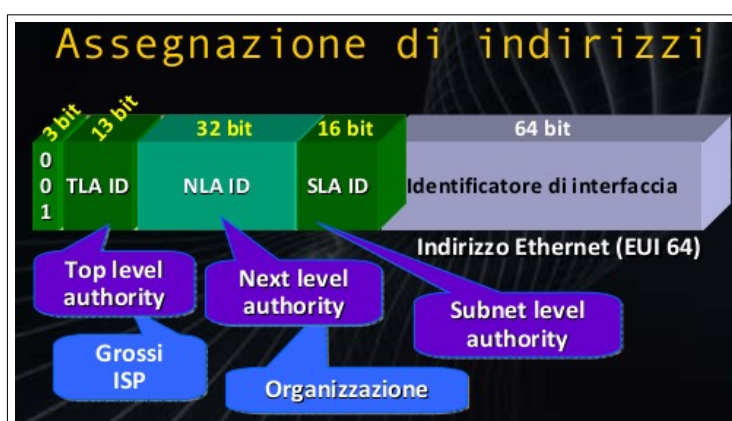 Assegnazione di indirizzi
3 bit
13 bit
32 bit
16 bit
64 bit
0
0
1
TLA ID
NLA ID
SLA ID
Identificatore di interfaccia
Indirizzo Ethernet (EUI 64)
Top level
authority
Next level
authority
Subnet level
authority
Grossi
ISP
Organizzazione